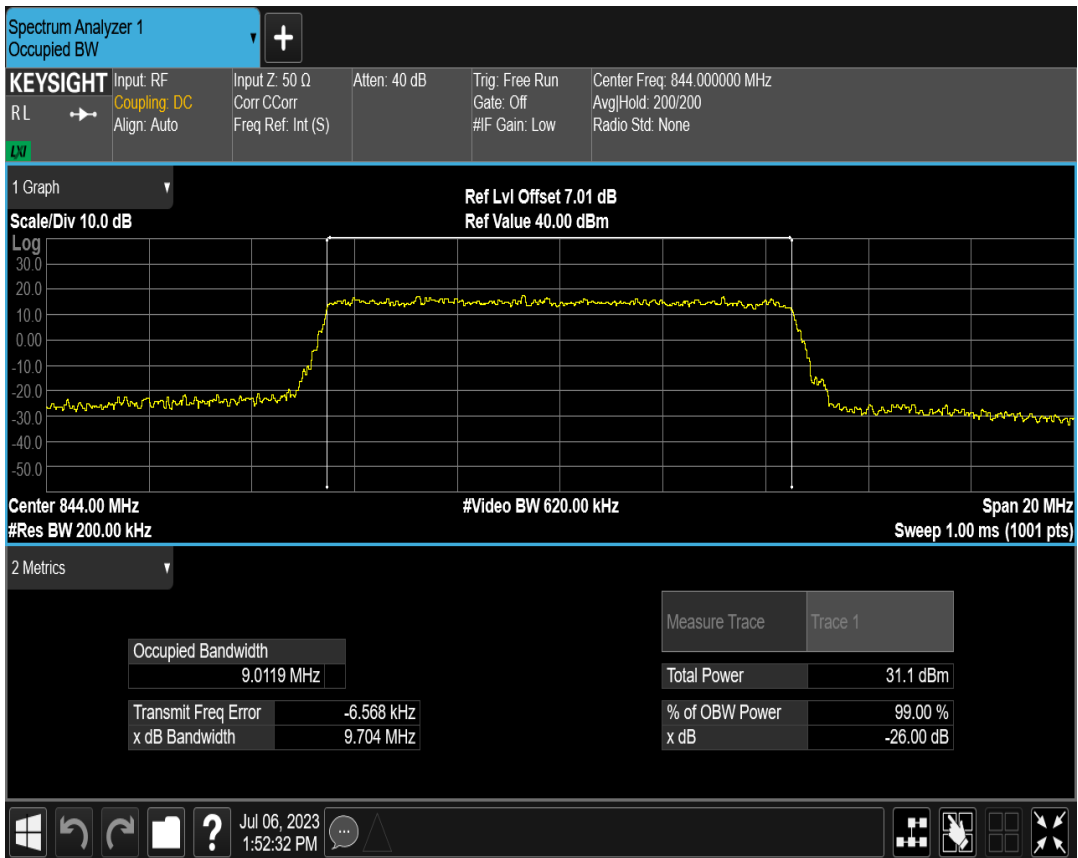 Spectrum Analyzer 1
Occupied BW
KEYSIGHT
R L
LXI
Input: RF
Coupling: DC
Align: Auto
Input Z: 50 Ω
Corr CCorr
Freq Ref: Int (S)
Atten: 40 dB
Trig: Free Run
Gate: Off
#IF Gain: Low
Center Freq: 844.000000 MHz
Avg|Hold: 200/200
Radio Std: None
1 Graph
Scale/Div 10.0 dB
Ref Lvl Offset 7.01 dB
Ref Value 40.00 dBm
Log
30.0
20.0
10.0
0.00
-10.0
-20.0
-30.0
-40.0
-50.0
Center 844.00 MHz
#Res BW 200.00 kHz
#Video BW 620.00 kHz
Span 20 MHz
Sweep 1.00 ms (1001 pts)
2 Metrics
Measure Trace Trace 1
Occupied Bandwidth
9.0119 MHz
Total Power 31.1 dBm
Transmit Freq Error -6.568 kHz
x dB Bandwidth 9.704 MHz
% of OBW Power 99.00 %
x dB -26.00 dB
?
Jul 06, 2023
1:52:32 PM